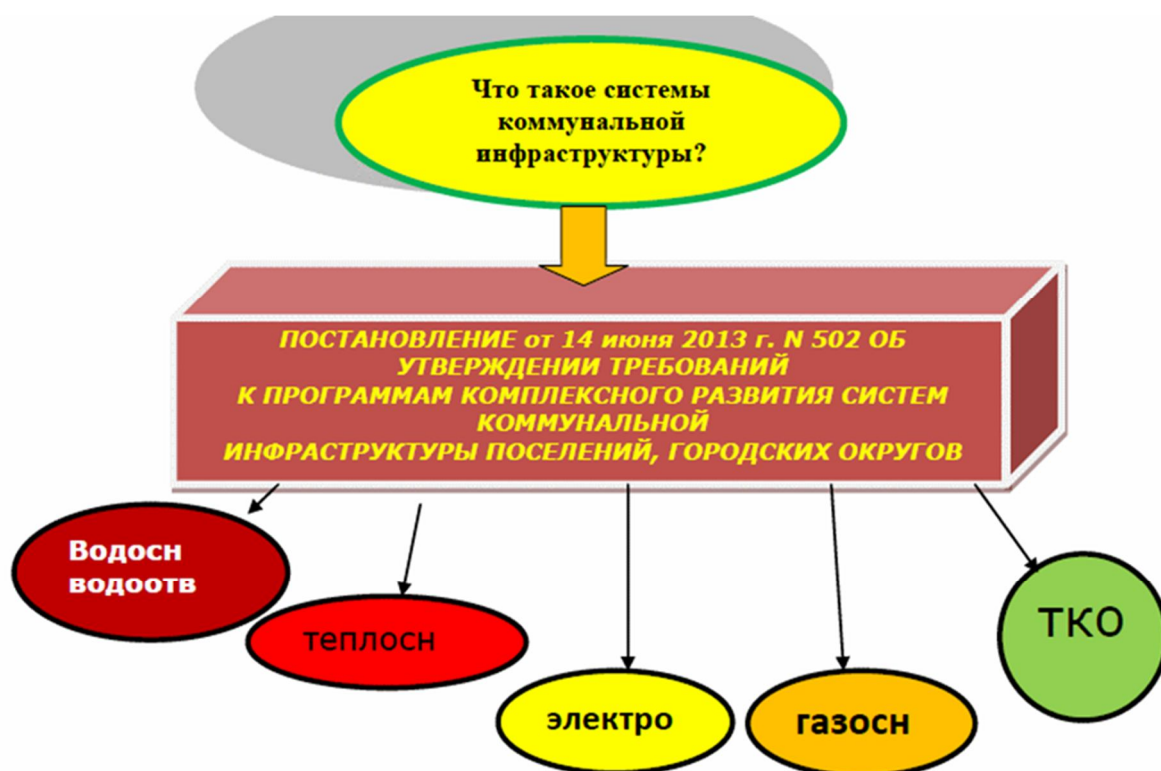 Что такое системы
коммунальной
инфраструктуры?
ПОСТАНОВЛЕНИЕ от 14 июня 2013 г. N 502 ОБ
УТВЕРЖДЕНИИ ТРЕБОВАНИЙ
К ПРОГРАММАМ КОМПЛЕКСНОГО РАЗВИТИЯ СИСТЕМ
КОММУНАЛЬНОЙ
ИНФРАСТРУКТУРЫ ПОСЕЛЕНИЙ, ГОРОДСКИХ ОКРУГОВ
Водосн
водоотв
теплосн
электро
газосн
ТКО